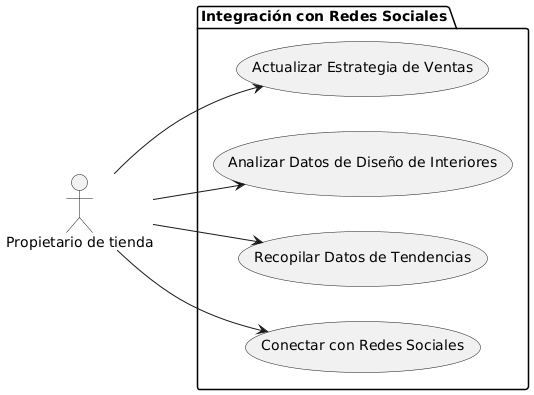 Integración con Redes Sociales
Actualizar Estrategia de Ventas
Analizar Datos de Diseño de Interiores
Propietario de tienda
Recopilar Datos de Tendencias
Conectar con Redes Sociales